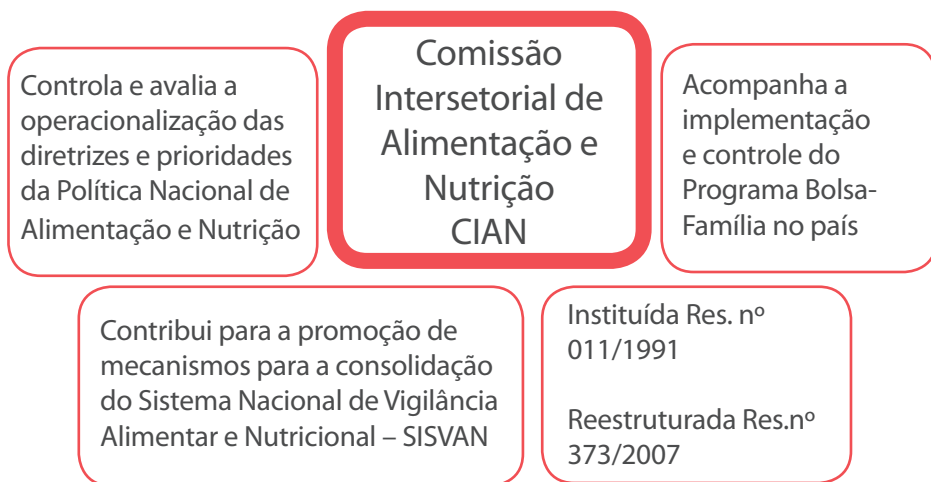 Comissão
Intersetorial de
Alimentação e
Nutrição
CIAN
Controla e avalia a
operacionalização das
diretrizes e prioridades
da Política Nacional de
Alimentação e Nutrição
Acompanha a
implementação
e controle do
Programa Bolsa-
Família no país
Contribui para a promoção de
mecanismos para a consolidação
do Sistema Nacional de Vigilância
Alimentar e Nutricional – SISVAN
Instituída Res. nº
011/1991
Reestruturada Res.nº
373/2007